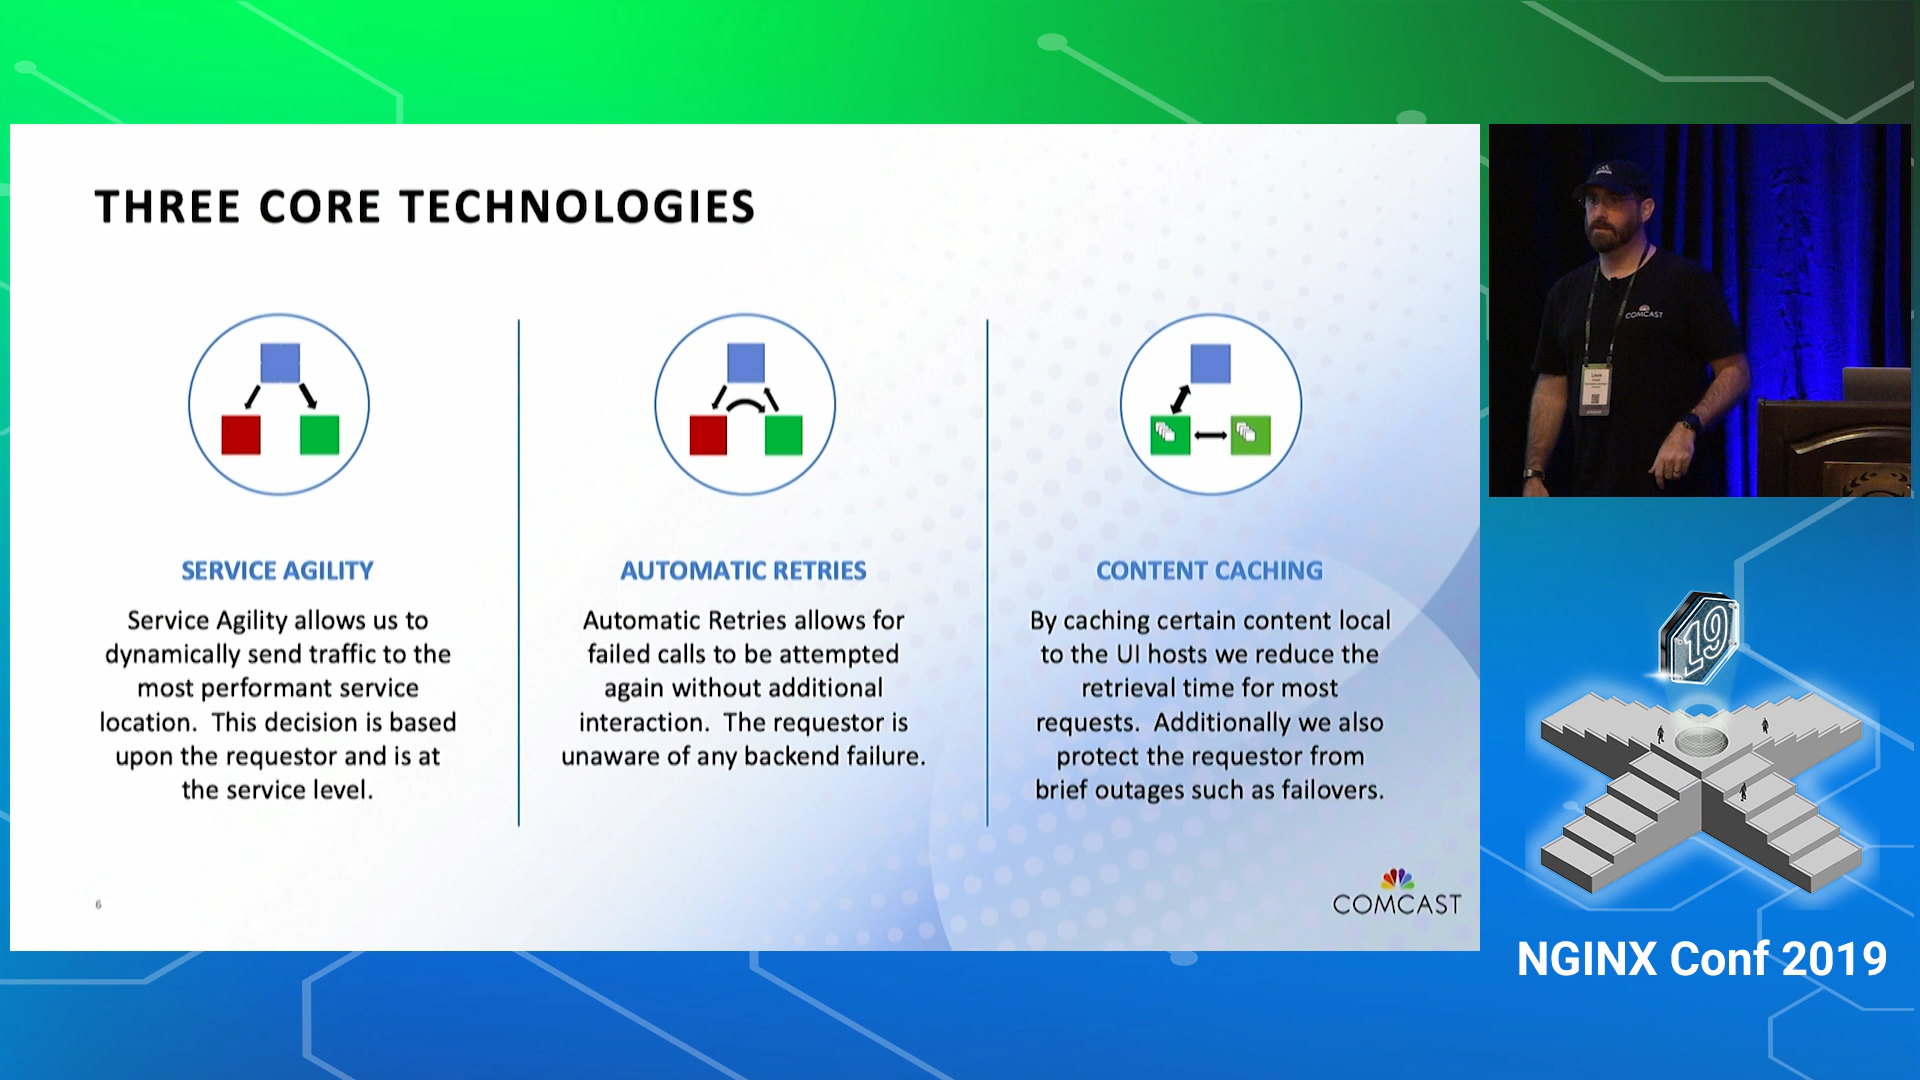 THREE CORE TECHNOLOGIES
SERVICE AGILITY
Service Agility allows us to
dynamically send traffic to the
most performant service
location.  This decision is based
upon the requestor and is at
the service level.
AUTOMATIC RETRIES
Automatic Retries allows for
failed calls to be attempted
again without additional
interaction.  The requestor is
unaware of any backend failure.
CONTENT CACHING
By caching certain content local
to the UI hosts we reduce the
retrieval time for most
requests.  Additionally we also
protect the requestor from
brief outages such as failovers.
6
COMCAST
COMCAST
19
NGINX Conf 2019